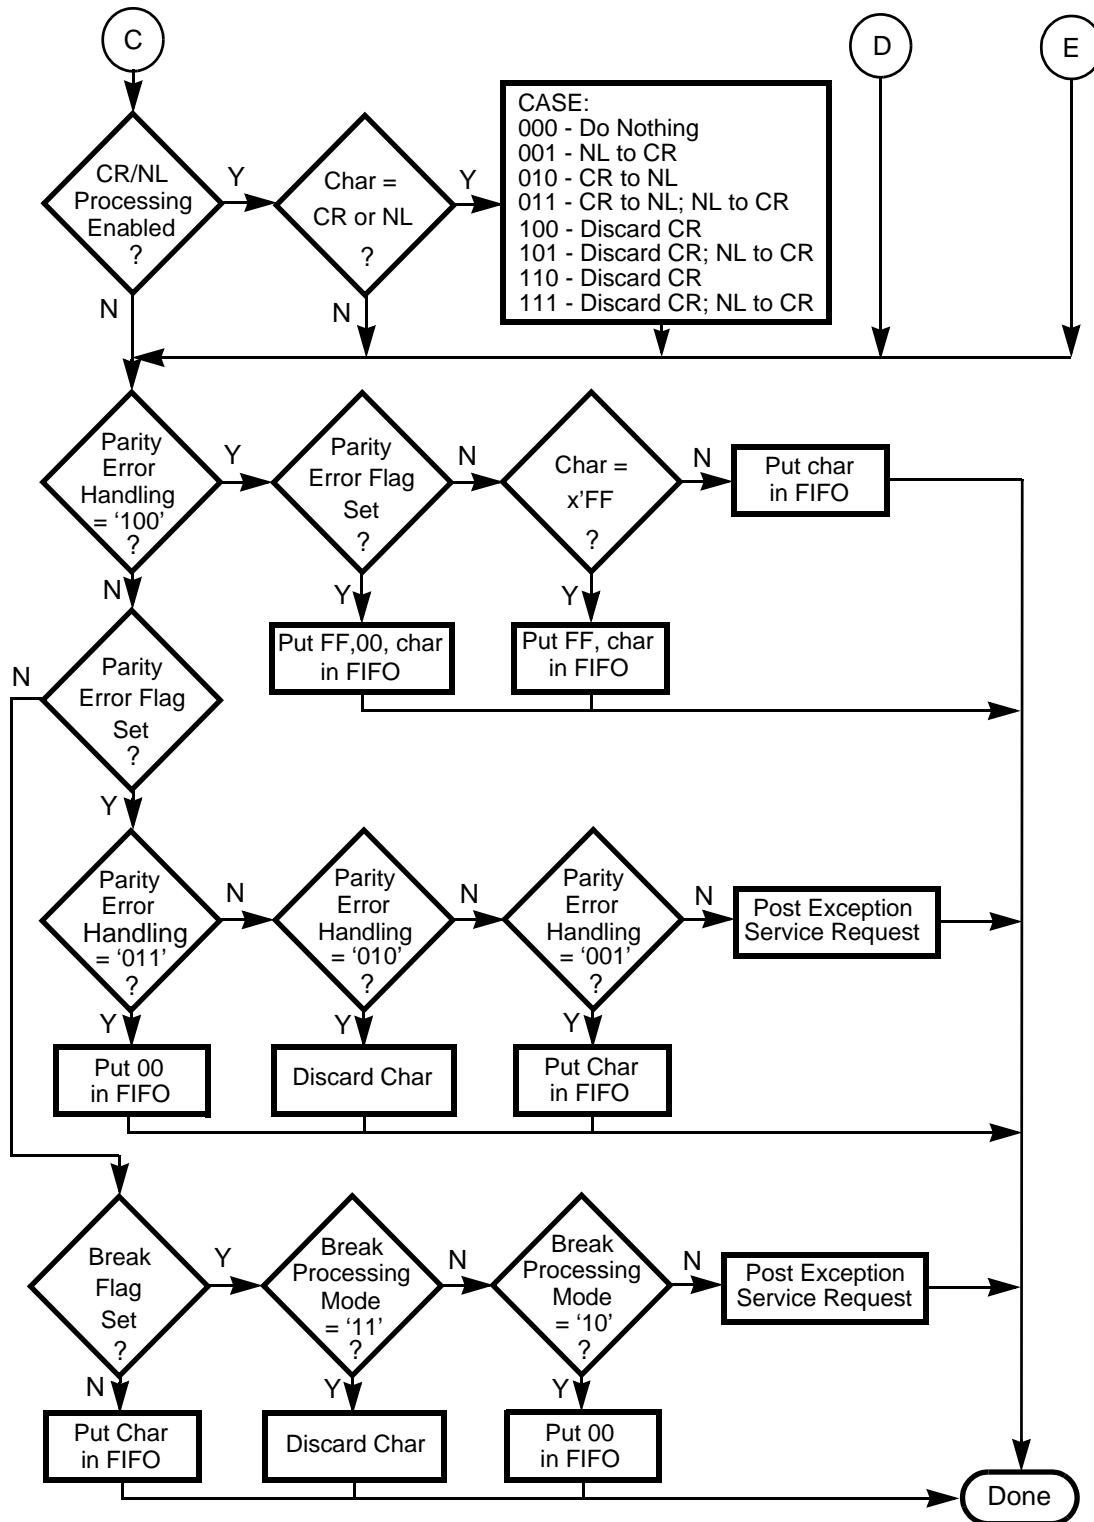 C
D
E
CR/NL
Processing
Enabled
?
Y
N
Char =
CR or NL
?
Y
N
CASE:
000 - Do Nothing
001 - NL to CR
010 - CR to NL
011 - CR to NL; NL to CR
100 - Discard CR
101 - Discard CR; NL to CR
110 - Discard CR
111 - Discard CR; NL to CR
Parity
Error
Handling
= ‘100’
?
Y
N
Parity
Error Flag
Set
?
N
Y
Char =
x’FF
?
N
Y
Put char
in FIFO
Put FF,00, char
in FIFO
Put FF, char
in FIFO
N
Parity
Error Flag
Set
?
Y
Parity
Error
Handling
= ‘011’
?
N
Y
Parity
Error
Handling
= ‘010’
?
N
Y
Parity
Error
Handling
= ‘001’
?
N
Y
Post Exception
Service Request
Put 00
in FIFO
Discard Char
Put Char
in FIFO
Break
Flag
Set
?
Y
N
Break
Processing
Mode
= ‘11’
?
N
Y
Break
Processing
Mode
= ‘10’
?
N
Y
Post Exception
Service Request
Put Char
in FIFO
Discard Char
Put 00
in FIFO
Done